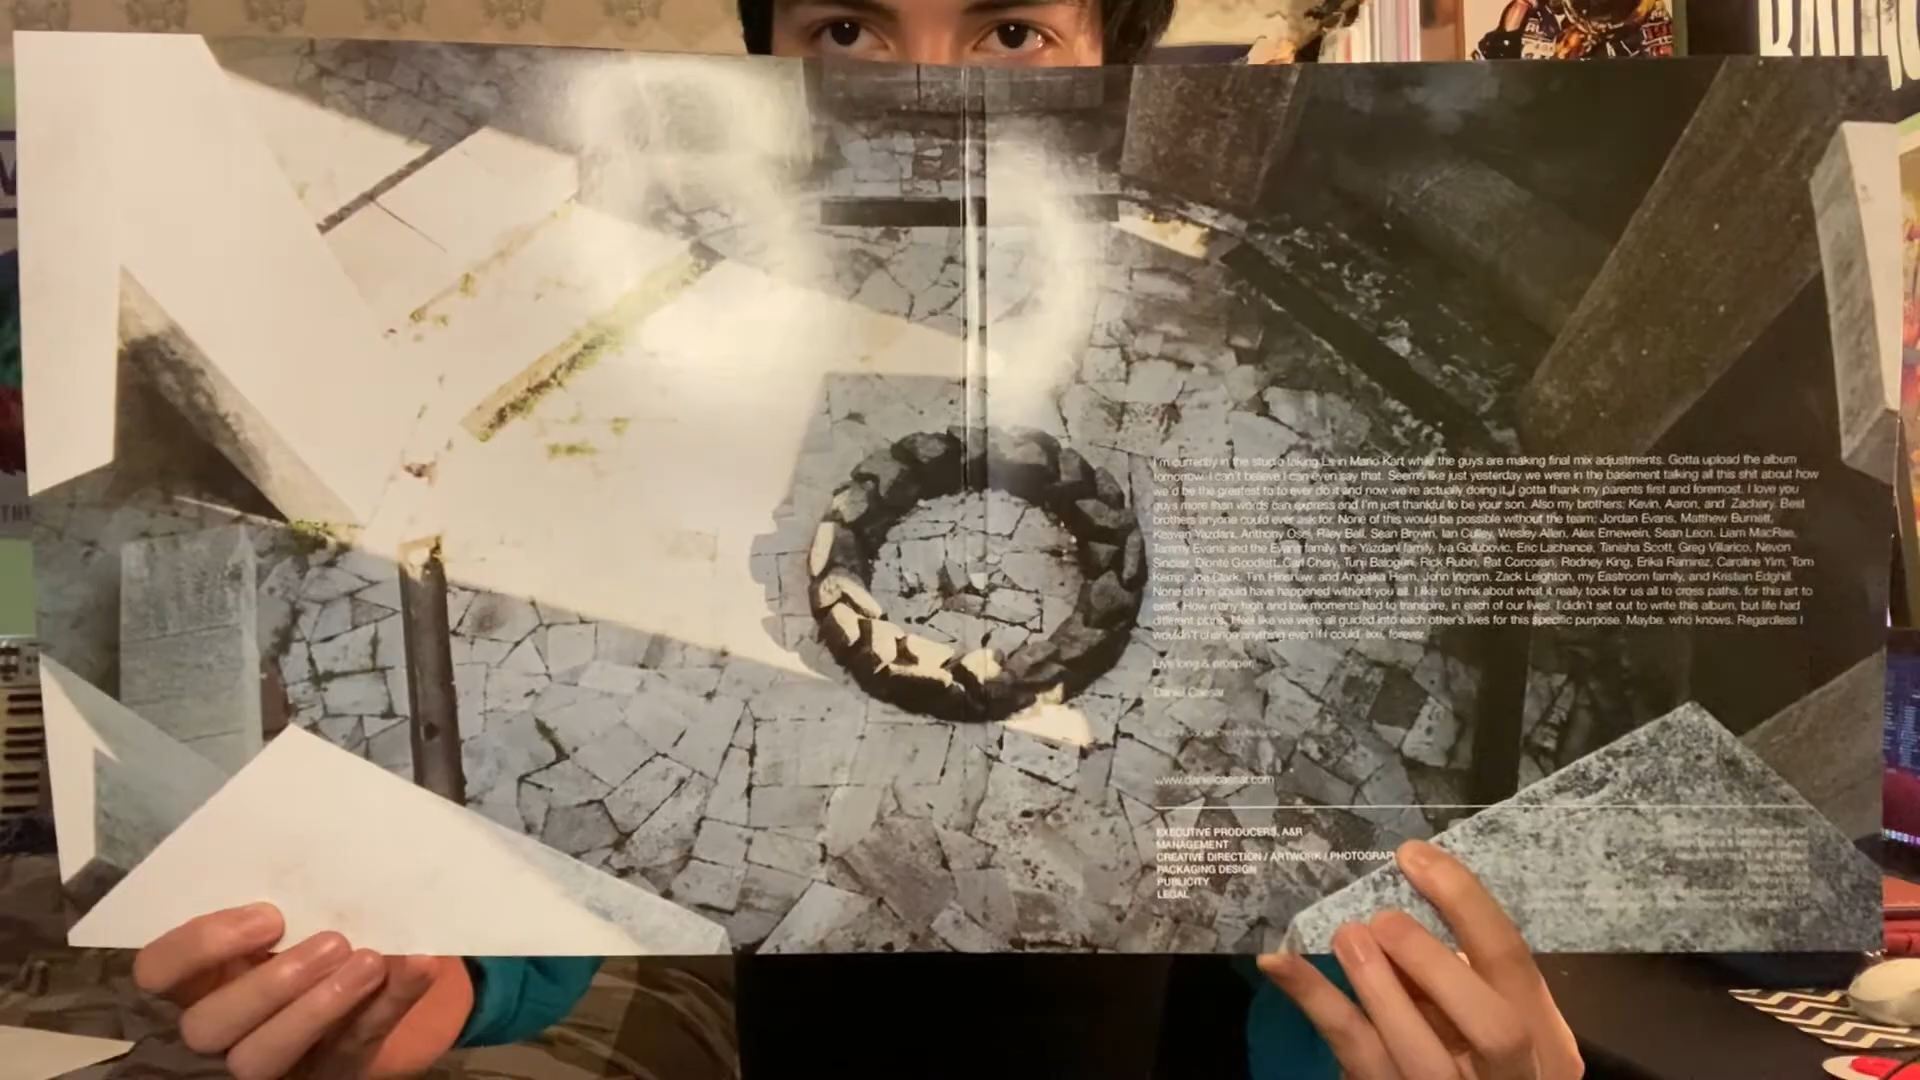 I'm currently in the studio taking Ls in Mario Kart while the guys are making final mix adjustments. Gotta upload the album
tomorrow. I can't believe I can even say that. Seems like just yesterday we were in the basement talking all this shit about how
we'd be the greatest to to ever do it and now we're actually doing it. I gotta thank my parents first and foremost. I love you
guys more than words can express and I'm just thankful to be your son. Also my brothers; Kevin, Aaron, and Zachary. Best
brothers anyone could ever ask for. None of this would be possible without the team; Jordan Evans, Matthew Burnett,
Keavan Yazdani, Anthony Osei, Riley Bell, Sean Brown, Ian Culley, Wesley Allen, Alex Ernewein, Sean Leon, Liam MacRae,
Tammy Evans and the Evans family, the Yazdani family, Iva Golubovic, Eric Lachance, Tanisha Scott, Greg Villarico, Nevon
Sinclair, Dionté Goodlett, Carl Chery, Tunji Balogun, Rick Rubin, Pat Corcoran, Rodney King, Erika Ramirez, Caroline Yim, Tom
Kemp, Joe Clark, Tim Hinshaw, and Angelika Heim, John Ingram, Zack Leighton, my Eastroom family, and Kristian Edghill.
None of this could have happened without you all. I like to think about what it really took for us all to cross paths. for this art to
exist. How many high and low moments had to transpire, in each of our lives. I didn't set out to write this album, but life had
different plans. I feel like we were all guided into each other's lives for this specific purpose. Maybe. who knows. Regardless I
wouldn't change anything even if I could. forever.
Live long & prosper,
Daniel Caesar
www.danielcaesar.com
EXECUTIVE PRODUCERS, A&R
MANAGEMENT
CREATIVE DIRECTION / ARTWORK / PHOTOGRAP
PACKAGING DESIGN
PUBLICITY
LEGAL